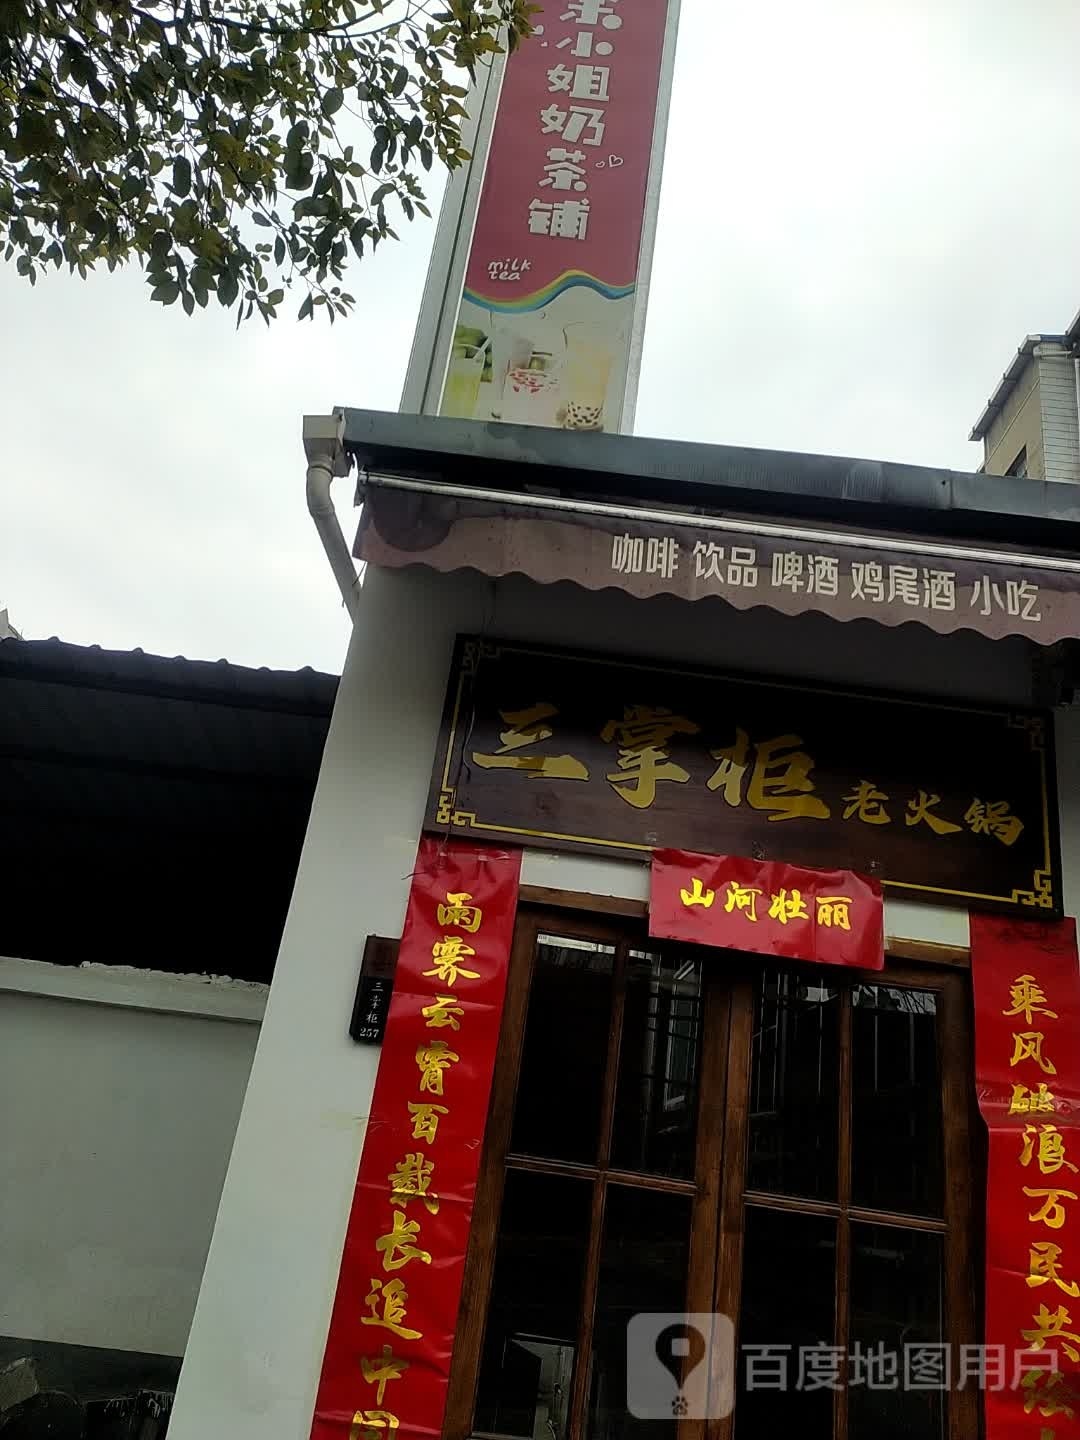 小姐奶茶铺
milk
tea
咖啡 饮品 啤酒 鸡尾酒 小吃
三掌柜老火锅
山河壮丽
雨霁云霄百载长追中国
乘风破浪万民共绘
三掌柜
257
百度地图用户